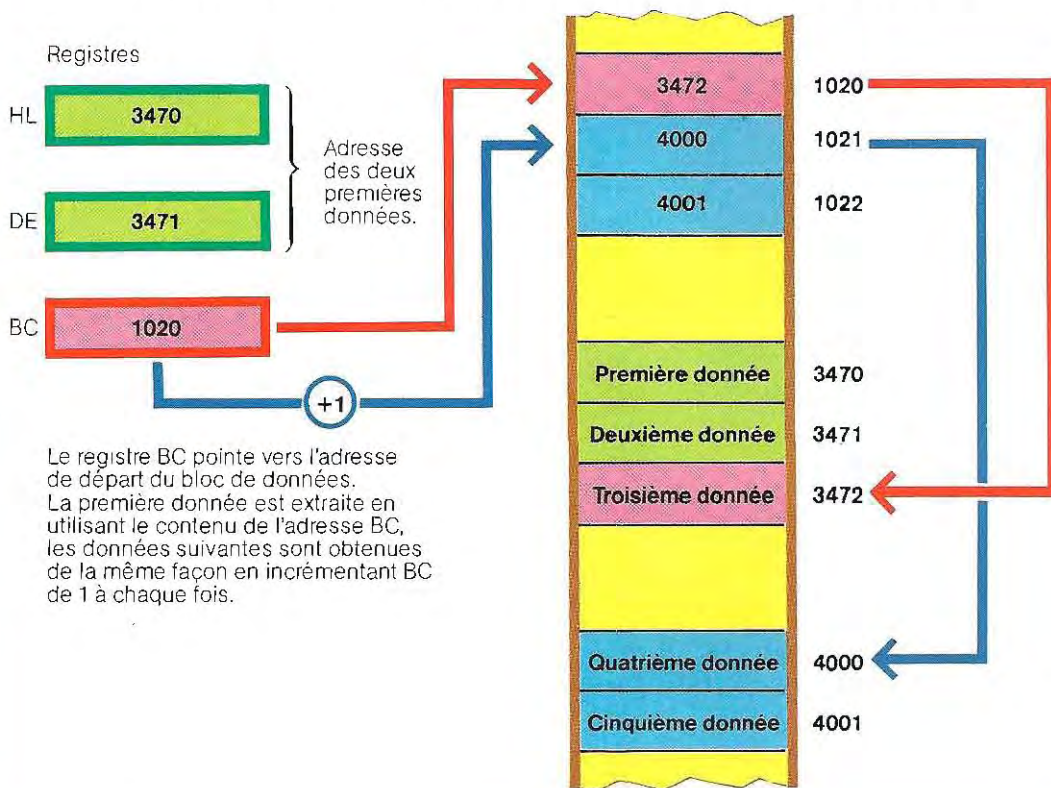 Registres
HL
3470
DE
3471
Adresse
des deux
premières
données.
BC
1020
+1
Le registre BC pointe vers l'adresse
de départ du bloc de données.
La première donnée est extraite en
utilisant le contenu de l'adresse BC,
les données suivantes sont obtenues
de la même façon en incrémentant BC
de 1 à chaque fois.
3472 1020
4000 1021
4001 1022
Première donnée 3470
Deuxième donnée 3471
Troisième donnée 3472
Quatrième donnée 4000
Cinquième donnée 4001